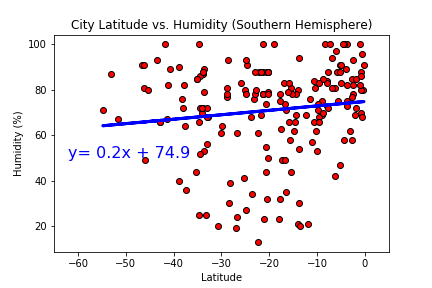 City Latitude vs. Humidity (Southern Hemisphere)
100
80
60
40
20
Humidity (%)
y= 0.2x + 74.9
−60 −50 −40 −30 −20 −10 0
Latitude